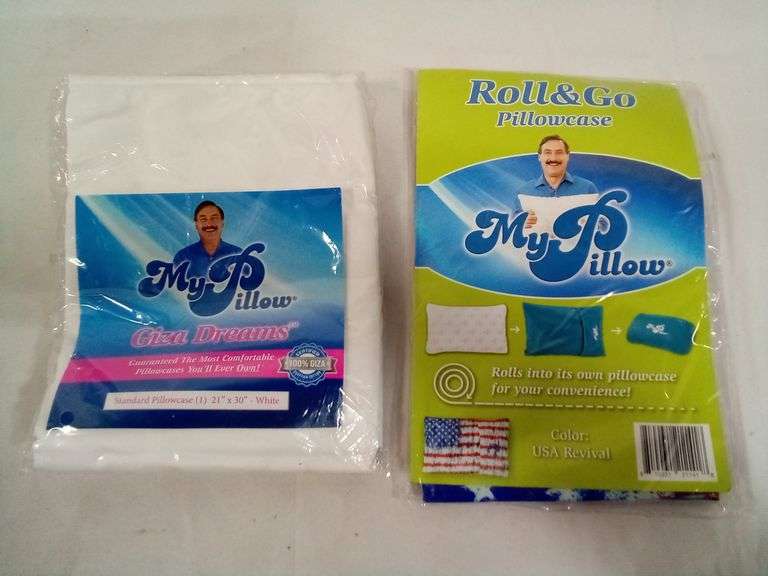 My Pillow®
Giza Dreams™
Guaranteed The Most Comfortable
Pillowcases You'll Ever Own!
100% GIZA
Standard Pillowcase (1) 21" x 30" - White
Roll&Go
Pillowcase
My Pillow®
Rolls into its own pillowcase
for your convenience!
Color:
USA Revival